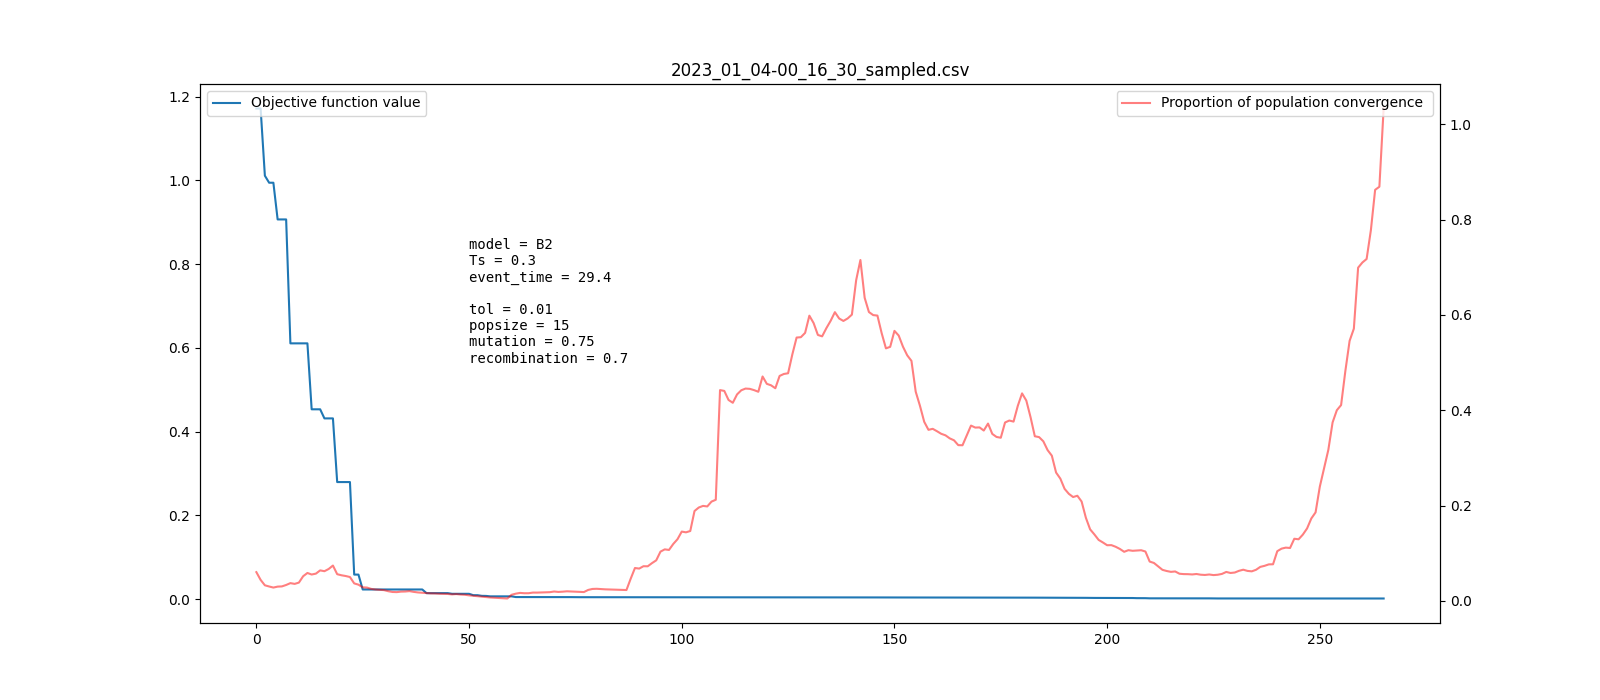 2023_01_04-00_16_30_sampled.csv
Objective function value
Proportion of population convergence
1.2
1.0
0.8
0.6
0.4
0.2
0.0
model = B2
Ts = 0.3
event_time = 29.4
tol = 0.01
popsize = 15
mutation = 0.75
recombination = 0.7
1.0
0.8
0.6
0.4
0.2
0.0
0 50 100 150 200 250